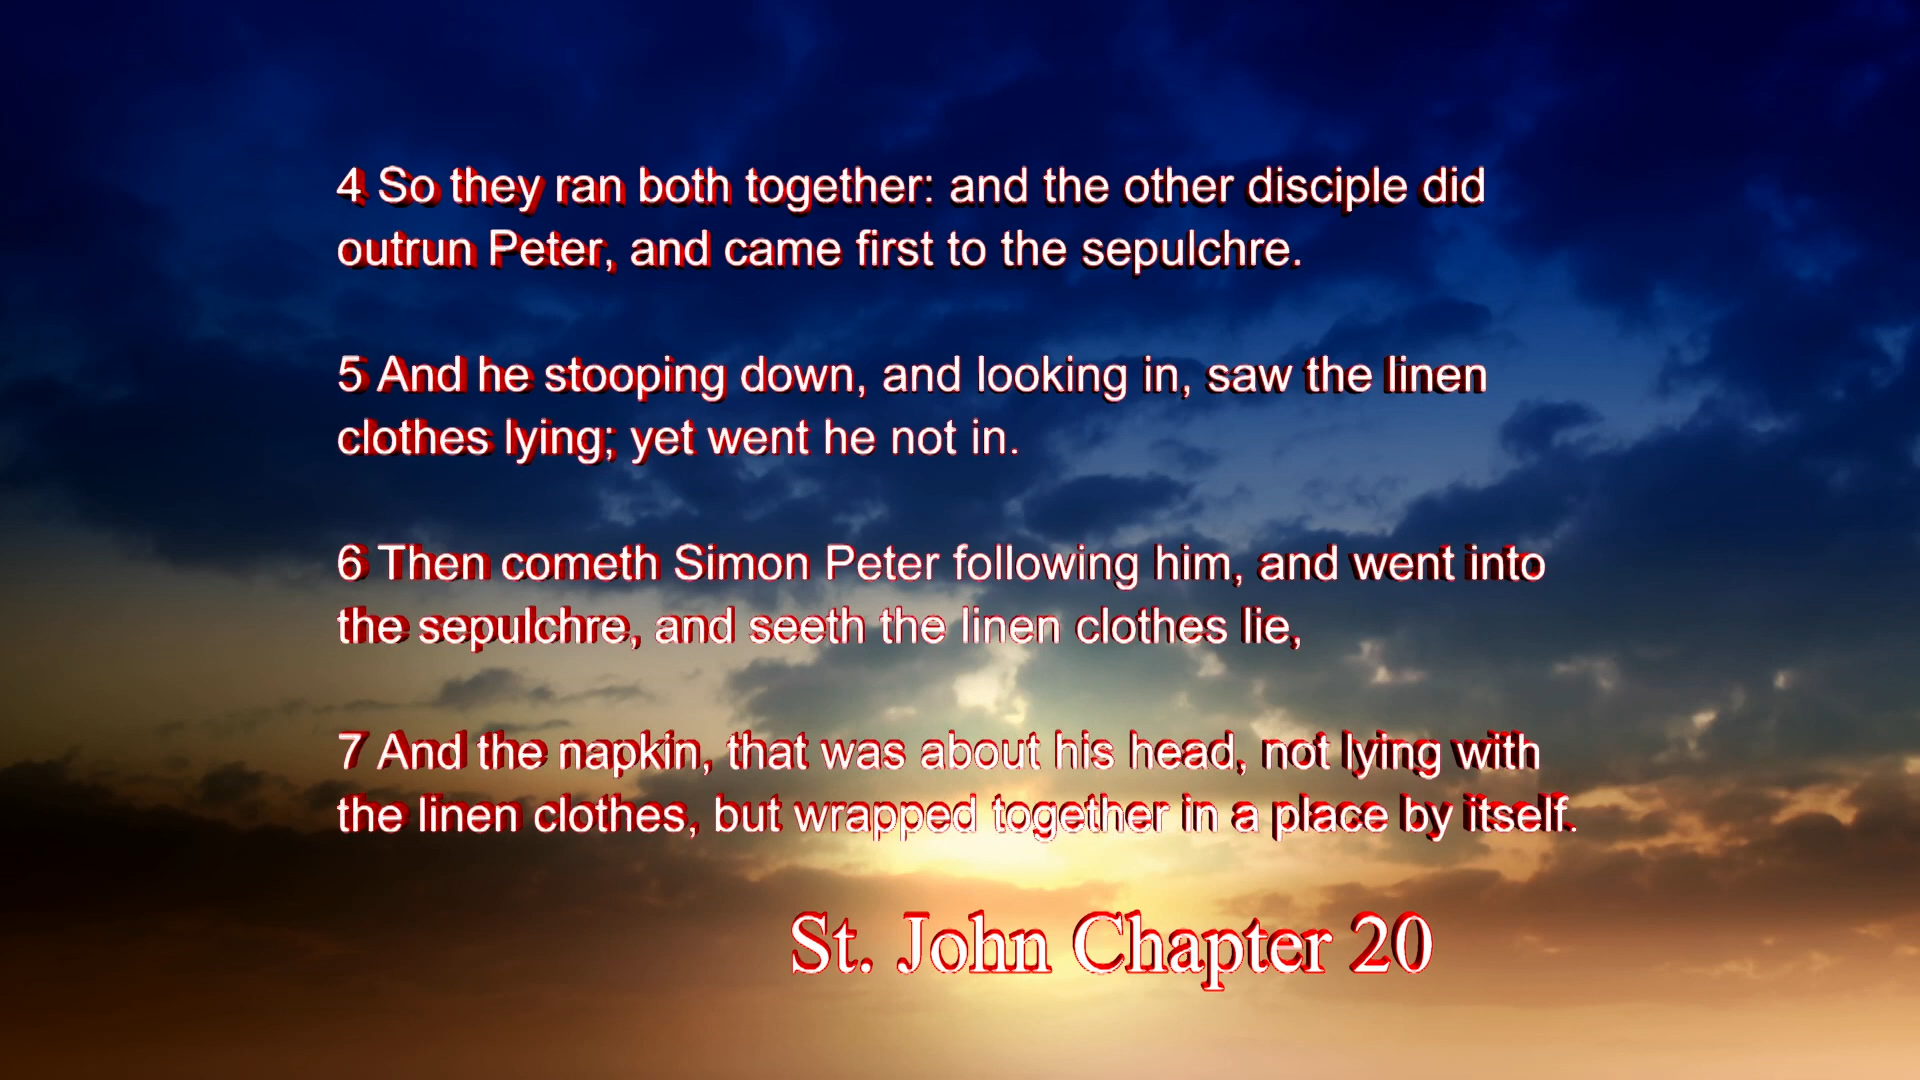 4 So they ran both together: and the other disciple did
outrun Peter, and came first to the sepulchre.
5 And he stooping down, and looking in, saw the linen
clothes lying; yet went he not in.
6 Then cometh Simon Peter following him, and went into
the sepulchre, and seeth the linen clothes lie,
7 And the napkin, that was about his head, not lying with
the linen clothes, but wrapped together in a place by itself.
St. John Chapter 20